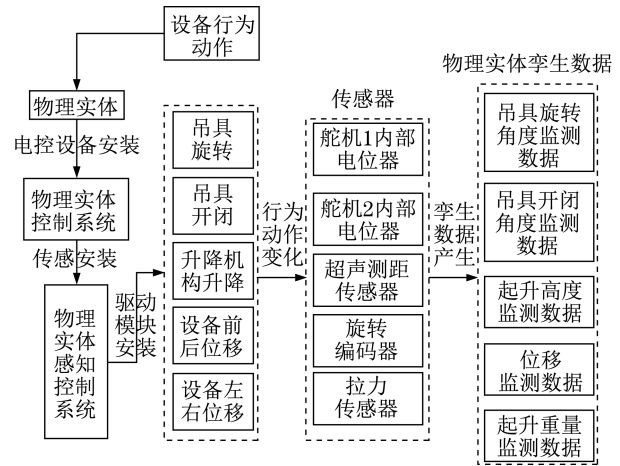 设备行为
动作
物理实体
电控设备安装
物理实体
控制系统
传感安装
物理
实体
感知
控制
系统
驱动
模块
安装
吊具
旋转
吊具
开闭
升降机
构升降
设备前
后位移
设备左
右位移
行为
动作
变化
传感器
舵机1内部
电位器
舵机2内部
电位器
超声测距
传感器
旋转
编码器
拉力
传感器
孪生
数据
产生
物理实体孪生数据
吊具旋转
角度监测
数据
吊具开闭
角度监测
数据
起升高度
监测数据
位移
监测数据
起升重量
监测数据